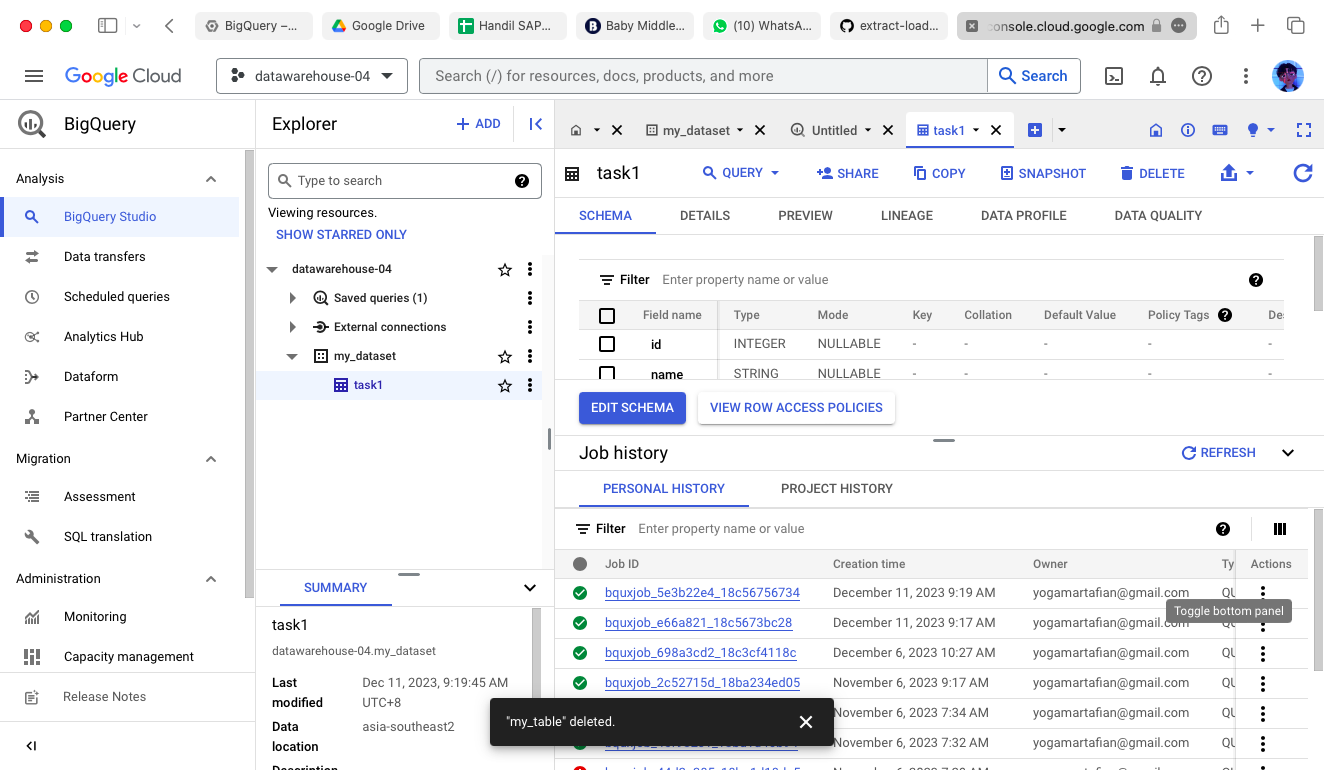 BigQuery –...
Google Drive
Handil SAP...
Baby Middle...
(10) WhatsA...
extract-load...
console.cloud.google.com
Google Cloud
datawarehouse-04
Search (/) for resources, docs, products, and more
Search
BigQuery
Explorer
ADD
my_dataset
Untitled
task1
Analysis
BigQuery Studio
Data transfers
Scheduled queries
Analytics Hub
Dataform
Partner Center
Migration
Assessment
SQL translation
Administration
Monitoring
Capacity management
Release Notes
Type to search
Viewing resources.
SHOW STARRED ONLY
datawarehouse-04
Saved queries (1)
External connections
my_dataset
task1
SUMMARY
task1
datawarehouse-04.my_dataset
Last modified
Dec 11, 2023, 9:19:45 AM UTC+8
Data location
asia-southeast2
Description
task1
QUERY
SHARE
COPY
SNAPSHOT
DELETE
SCHEMA
DETAILS
PREVIEW
LINEAGE
DATA PROFILE
DATA QUALITY
Filter
Enter property name or value
Field name Type Mode Key Collation Default Value Policy Tags Des
id INTEGER NULLABLE - - - - -
name STRING NULLABLE - - - - -
EDIT SCHEMA
VIEW ROW ACCESS POLICIES
Job history
REFRESH
PERSONAL HISTORY
PROJECT HISTORY
Filter
Enter property name or value
Job ID Creation time Owner Ty Actions
bquxjob_5e3b22e4_18c56756734 December 11, 2023 9:19 AM yogamartafian@gmail.com QU
Toggle bottom panel
bquxjob_e66a821_18c5673bc28 December 11, 2023 9:17 AM yogamartafian@gmail.com QU
bquxjob_698a3cd2_18c3cf4118c December 6, 2023 10:27 AM yogamartafian@gmail.com QU
bquxjob_2c52715d_18ba234ed05 November 6, 2023 9:17 AM yogamartafian@gmail.com QU
November 6, 2023 7:34 AM yogamartafian@gmail.com QU
November 6, 2023 7:32 AM yogamartafian@gmail.com QU
"my_table" deleted.